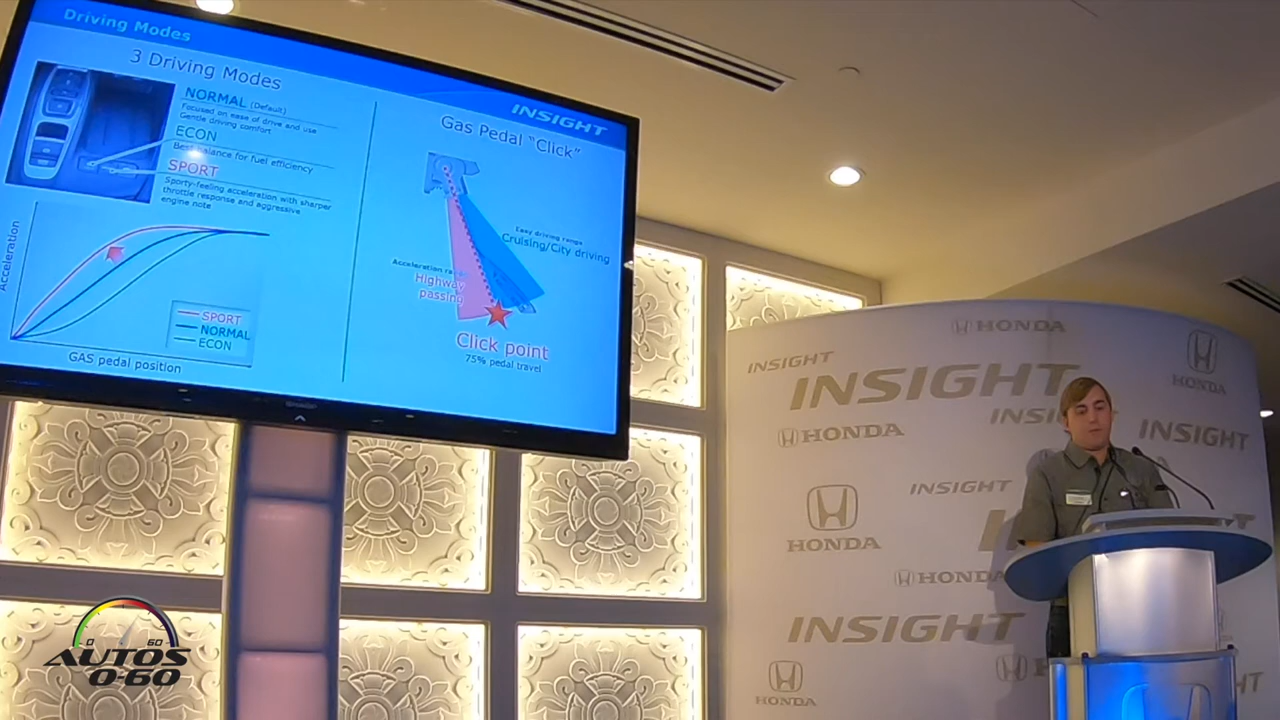 Driving Modes
INSIGHT
3 Driving Modes
NORMAL (Default)
Focused on ease of drive and use
Gentle driving comfort
ECON
Best balance for fuel efficiency
SPORT
Sporty-feeling acceleration with sharper
throttle response and aggressive
engine note
Acceleration
SPORT
NORMAL
ECON
GAS pedal position
Gas Pedal "Click"
Easy driving range
Cruising/City driving
Acceleration
Highway
passing
Click point
75% pedal travel
HONDA
INSIGHT
HONDA
INSIGHT
INSI
HONDA
INSIGHT
INSIGHT
HONDA
HONDA
INSIGHT
HONDA
0 60
AUTOS
0-60